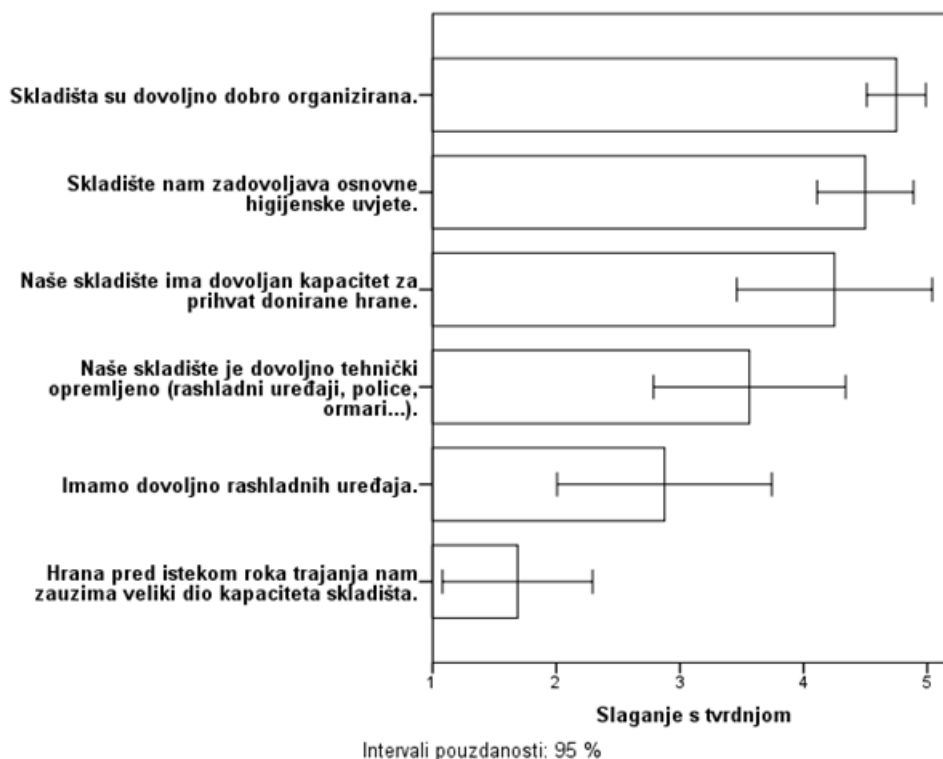 Skladišta su dovoljno dobro organizirana.
Skladište nam zadovoljava osnovne
higijenske uvjete.
Naše skladište ima dovoljan kapacitet za
prihvat donirane hrane.
Naše skladište je dovoljno tehnički
opremljeno (rashladni uređaji, police,
ormari...).
Imamo dovoljno rashladnih uređaja.
Hrana pred istekom roka trajanja nam
zauzima veliki dio kapaciteta skladišta.
1 2 3 4 5
Slaganje s tvrdnjom
Intervali pouzdanosti: 95 %